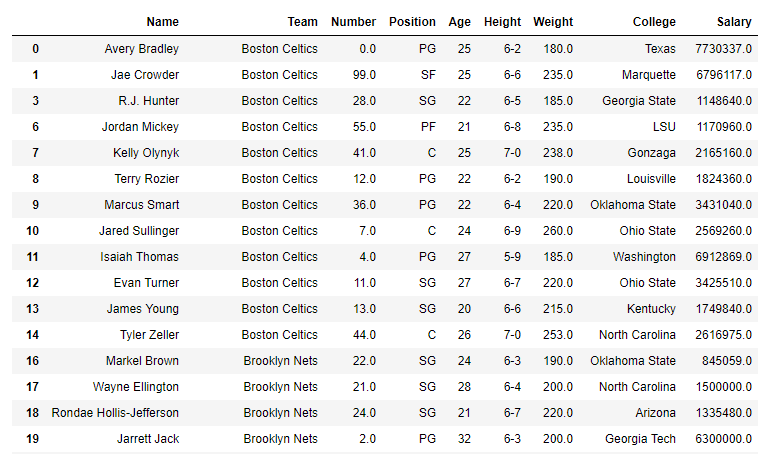 Name Team Number Position Age Height Weight College Salary
0 Avery Bradley Boston Celtics 0.0 PG 25 6-2 180.0 Texas 7730337.0
1 Jae Crowder Boston Celtics 99.0 SF 25 6-6 235.0 Marquette 6796117.0
3 R.J. Hunter Boston Celtics 28.0 SG 22 6-5 185.0 Georgia State 1148640.0
6 Jordan Mickey Boston Celtics 55.0 PF 21 6-8 235.0 LSU 1170960.0
7 Kelly Olynyk Boston Celtics 41.0 C 25 7-0 238.0 Gonzaga 2165160.0
8 Terry Rozier Boston Celtics 12.0 PG 22 6-2 190.0 Louisville 1824360.0
9 Marcus Smart Boston Celtics 36.0 PG 22 6-4 220.0 Oklahoma State 3431040.0
10 Jared Sullinger Boston Celtics 7.0 C 24 6-9 260.0 Ohio State 2569260.0
11 Isaiah Thomas Boston Celtics 4.0 PG 27 5-9 185.0 Washington 6912869.0
12 Evan Turner Boston Celtics 11.0 SG 27 6-7 220.0 Ohio State 3425510.0
13 James Young Boston Celtics 13.0 SG 20 6-6 215.0 Kentucky 1749840.0
14 Tyler Zeller Boston Celtics 44.0 C 26 7-0 253.0 North Carolina 2616975.0
16 Markel Brown Brooklyn Nets 22.0 SG 24 6-3 190.0 Oklahoma State 845059.0
17 Wayne Ellington Brooklyn Nets 21.0 SG 28 6-4 200.0 North Carolina 1500000.0
18 Rondae Hollis-Jefferson Brooklyn Nets 24.0 SG 21 6-7 220.0 Arizona 1335480.0
19 Jarrett Jack Brooklyn Nets 2.0 PG 32 6-3 200.0 Georgia Tech 6300000.0